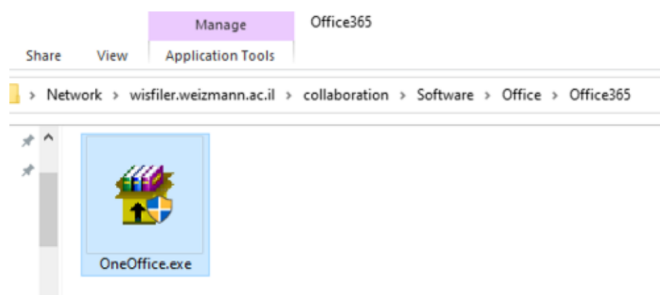 Manage Office365
Share View Application Tools
> Network > wisfiler.weizmann.ac.il > collaboration > Software > Office > Office365
OneOffice.exe